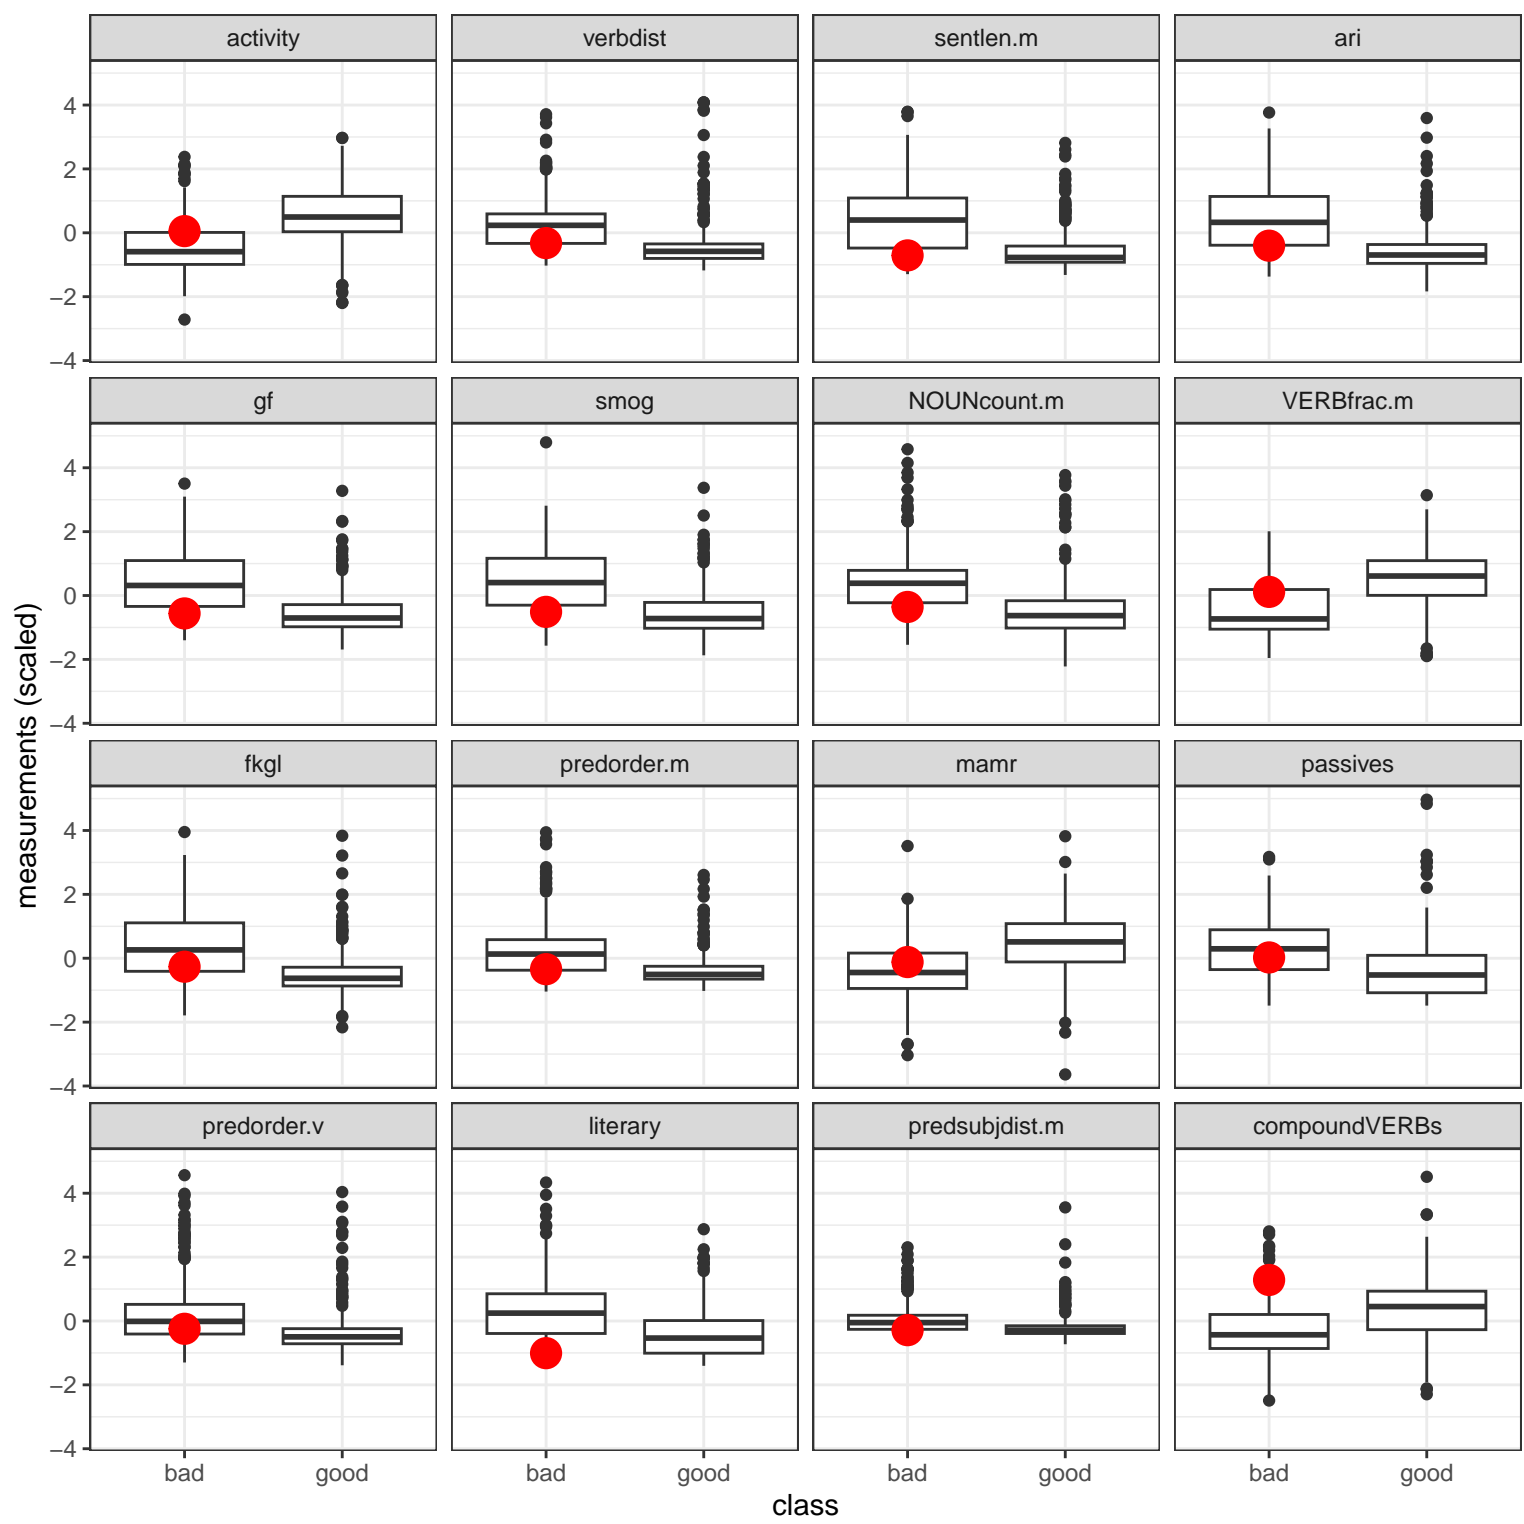 activity verbdist sentlen.m ari
4
2
0
−2
−4
gf smog NOUNcount.m VERBfrac.m
4
2
0
−2
−4
fkgl predorder.m mamr passives
4
2
0
−2
−4
predorder.v literary predsubjdist.m compoundVERBs
4
2
0
−2
−4
bad good bad good bad good bad good
class
measurements (scaled)